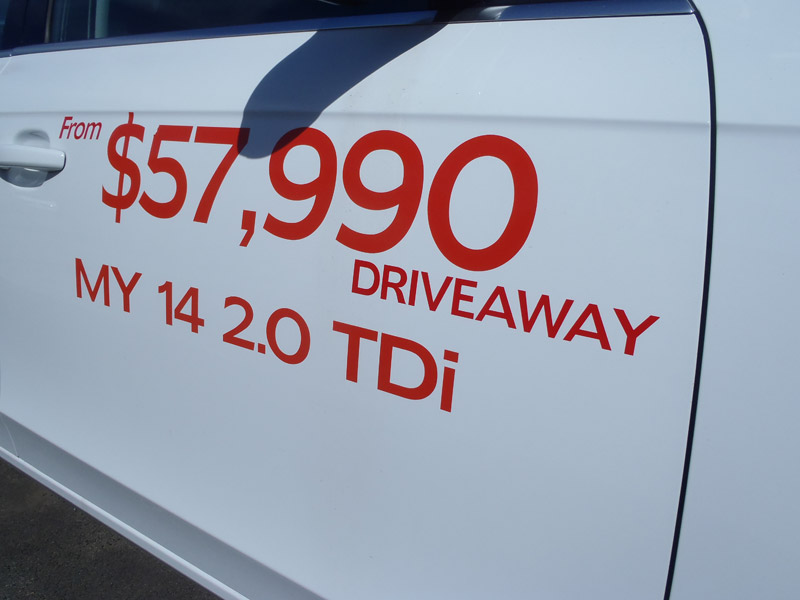 From $57,990
DRIVEAWAY
MY 14 2.0 TDi